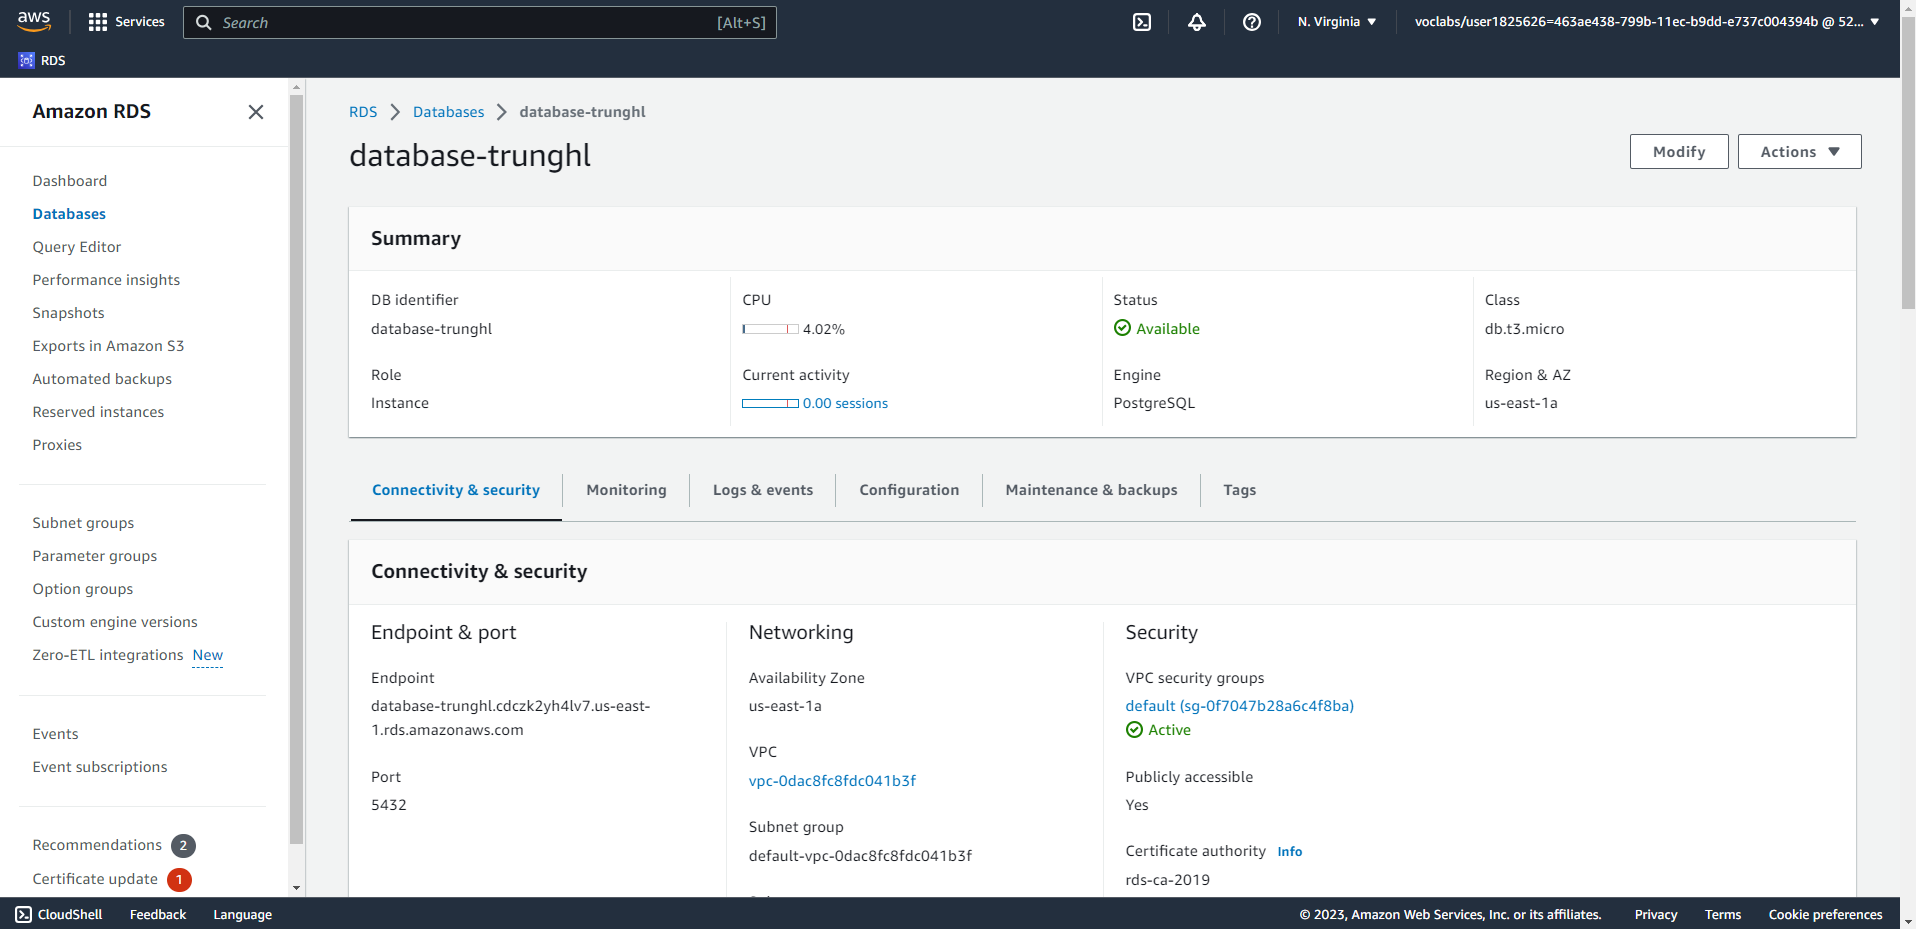 aws
Services
Search
[Alt+S]
N. Virginia
voclabs/user1825626=463ae438-799b-11ec-b9dd-e737c004394b @ 52...
RDS
Amazon RDS
Dashboard
Databases
Query Editor
Performance insights
Snapshots
Exports in Amazon S3
Automated backups
Reserved instances
Proxies
Subnet groups
Parameter groups
Option groups
Custom engine versions
Zero-ETL integrations New
Events
Event subscriptions
Recommendations 2
Certificate update 1
RDS > Databases > database-trunghl
database-trunghl
Modify
Actions
Summary
DB identifier
database-trunghl
CPU
4.02%
Status
Available
Class
db.t3.micro
Role
Instance
Current activity
0.00 sessions
Engine
PostgreSQL
Region & AZ
us-east-1a
Connectivity & security
Monitoring
Logs & events
Configuration
Maintenance & backups
Tags
Connectivity & security
Endpoint & port
Endpoint
database-trunghl.cdczk2yh4lv7.us-east-
1.rds.amazonaws.com
Port
5432
Networking
Availability Zone
us-east-1a
VPC
vpc-0dac8fc8fdc041b3f
Subnet group
default-vpc-0dac8fc8fdc041b3f
Security
VPC security groups
default (sg-0f7047b28a6c4f8ba)
Active
Publicly accessible
Yes
Certificate authority Info
rds-ca-2019
CloudShell
Feedback
Language
© 2023, Amazon Web Services, Inc. or its affiliates.
Privacy
Terms
Cookie preferences